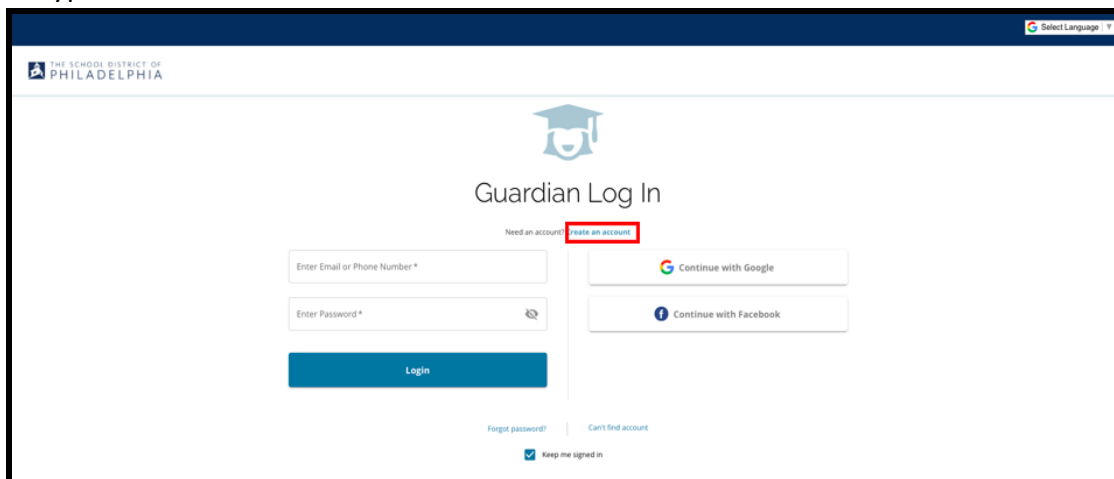 Select Language
THE SCHOOL DISTRICT OF
PHILADELPHIA
Guardian Log In
Need an account? Create an account
Enter Email or Phone Number *
Continue with Google
Enter Password *
Continue with Facebook
Login
Forgot password?
Can't find account
Keep me signed in